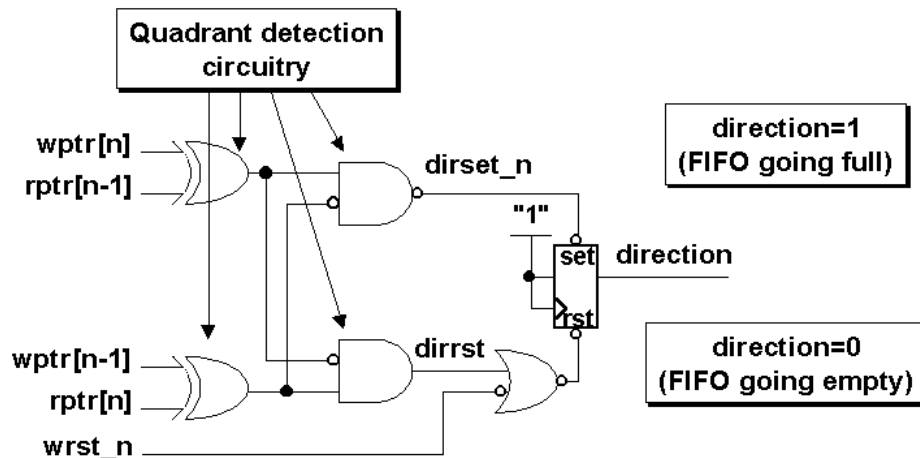 Quadrant detection
circuitry
wptr[n]
rptr[n-1]
dirset_n
"1"
set
rst
direction
direction=1
(FIFO going full)
wptr[n-1]
rptr[n]
wrst_n
dirrst
direction=0
(FIFO going empty)